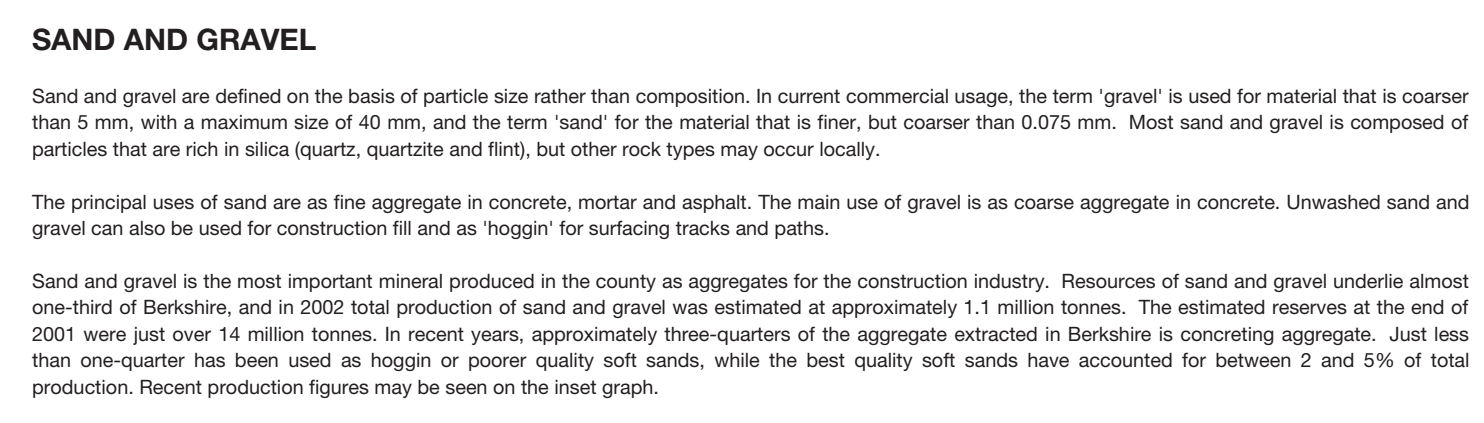 SAND AND GRAVEL
Sand and gravel are defined on the basis of particle size rather than composition. In current commercial usage, the term 'gravel' is used for material that is coarser
than 5 mm, with a maximum size of 40 mm, and the term 'sand' for the material that is finer, but coarser than 0.075 mm.  Most sand and gravel is composed of
particles that are rich in silica (quartz, quartzite and flint), but other rock types may occur locally.
The principal uses of sand are as fine aggregate in concrete, mortar and asphalt. The main use of gravel is as coarse aggregate in concrete. Unwashed sand and
gravel can also be used for construction fill and as 'hoggin' for surfacing tracks and paths.
Sand and gravel is the most important mineral produced in the county as aggregates for the construction industry.  Resources of sand and gravel underlie almost
one-third of Berkshire, and in 2002 total production of sand and gravel was estimated at approximately 1.1 million tonnes.  The estimated reserves at the end of
2001 were just over 14 million tonnes. In recent years, approximately three-quarters of the aggregate extracted in Berkshire is concreting aggregate.  Just less
than one-quarter has been used as hoggin or poorer quality soft sands, while the best quality soft sands have accounted for between 2 and 5% of total
production. Recent production figures may be seen on the inset graph.